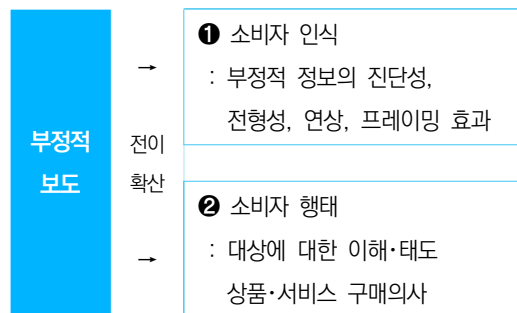 부정적
보도
→
전이
확산
→
❶ 소비자 인식
: 부정적 정보의 진단성,
전형성, 연상, 프레이밍 효과
❷ 소비자 행태
: 대상에 대한 이해･태도
상품･서비스 구매의사